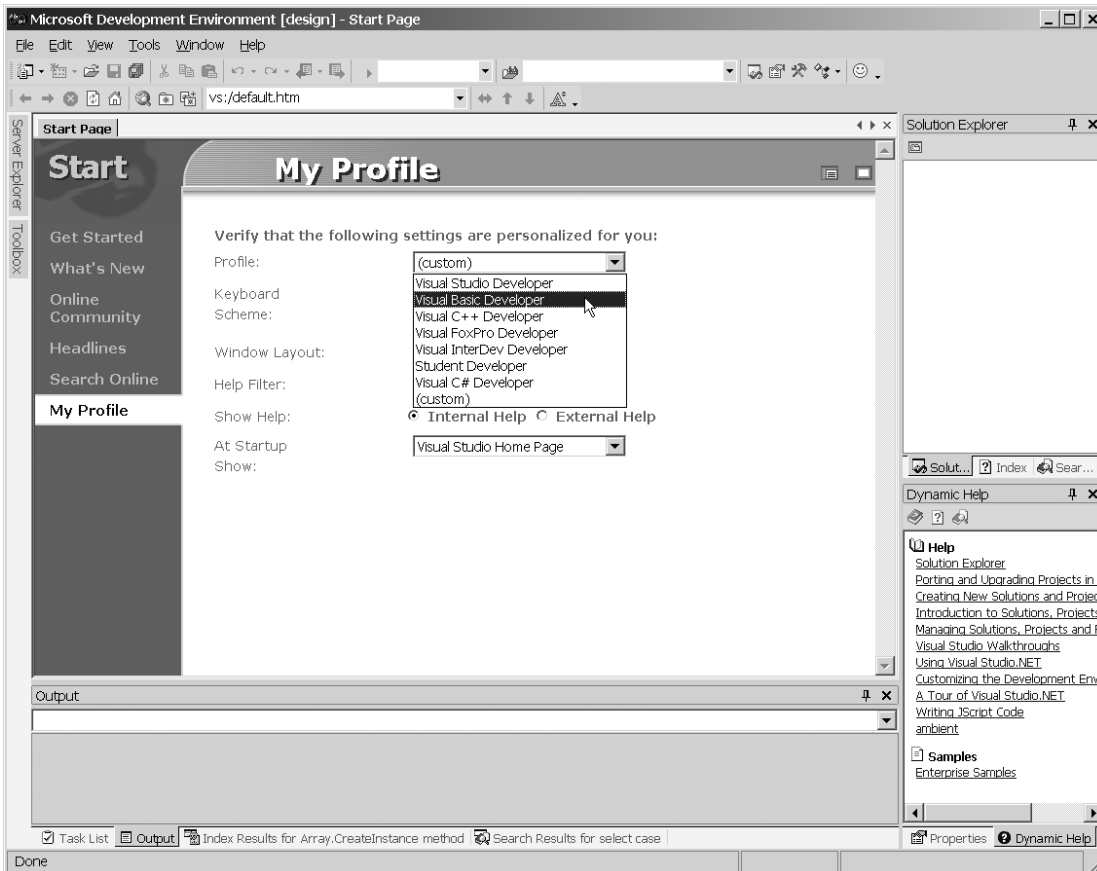 Microsoft Development Environment [design] - Start Page
File Edit View Tools Window Help
vs:/default.htm
Server Explorer
Toolbox
Start Page
Start
My Profile
Get Started
What's New
Online
Community
Headlines
Search Online
My Profile
Verify that the following settings are personalized for you:
Profile:
(custom)
Visual Studio Developer
Visual Basic Developer
Visual C++ Developer
Visual FoxPro Developer
Visual InterDev Developer
Student Developer
Visual C# Developer
(custom)
Keyboard
Scheme:
Window Layout:
Help Filter:
Show Help:
Internal Help External Help
At Startup
Show:
Visual Studio Home Page
Solution Explorer
Solut... Index Sear...
Dynamic Help
Help
Solution Explorer
Porting and Upgrading Projects in
Creating New Solutions and Projec
Introduction to Solutions, Projects
Managing Solutions, Projects and F
Visual Studio Walkthroughs
Using Visual Studio.NET
Customizing the Development Env
A Tour of Visual Studio.NET
Writing JScript Code
ambient
Samples
Enterprise Samples
Properties Dynamic Help
Output
Task List Output Index Results for Array.CreateInstance method Search Results for select case
Done